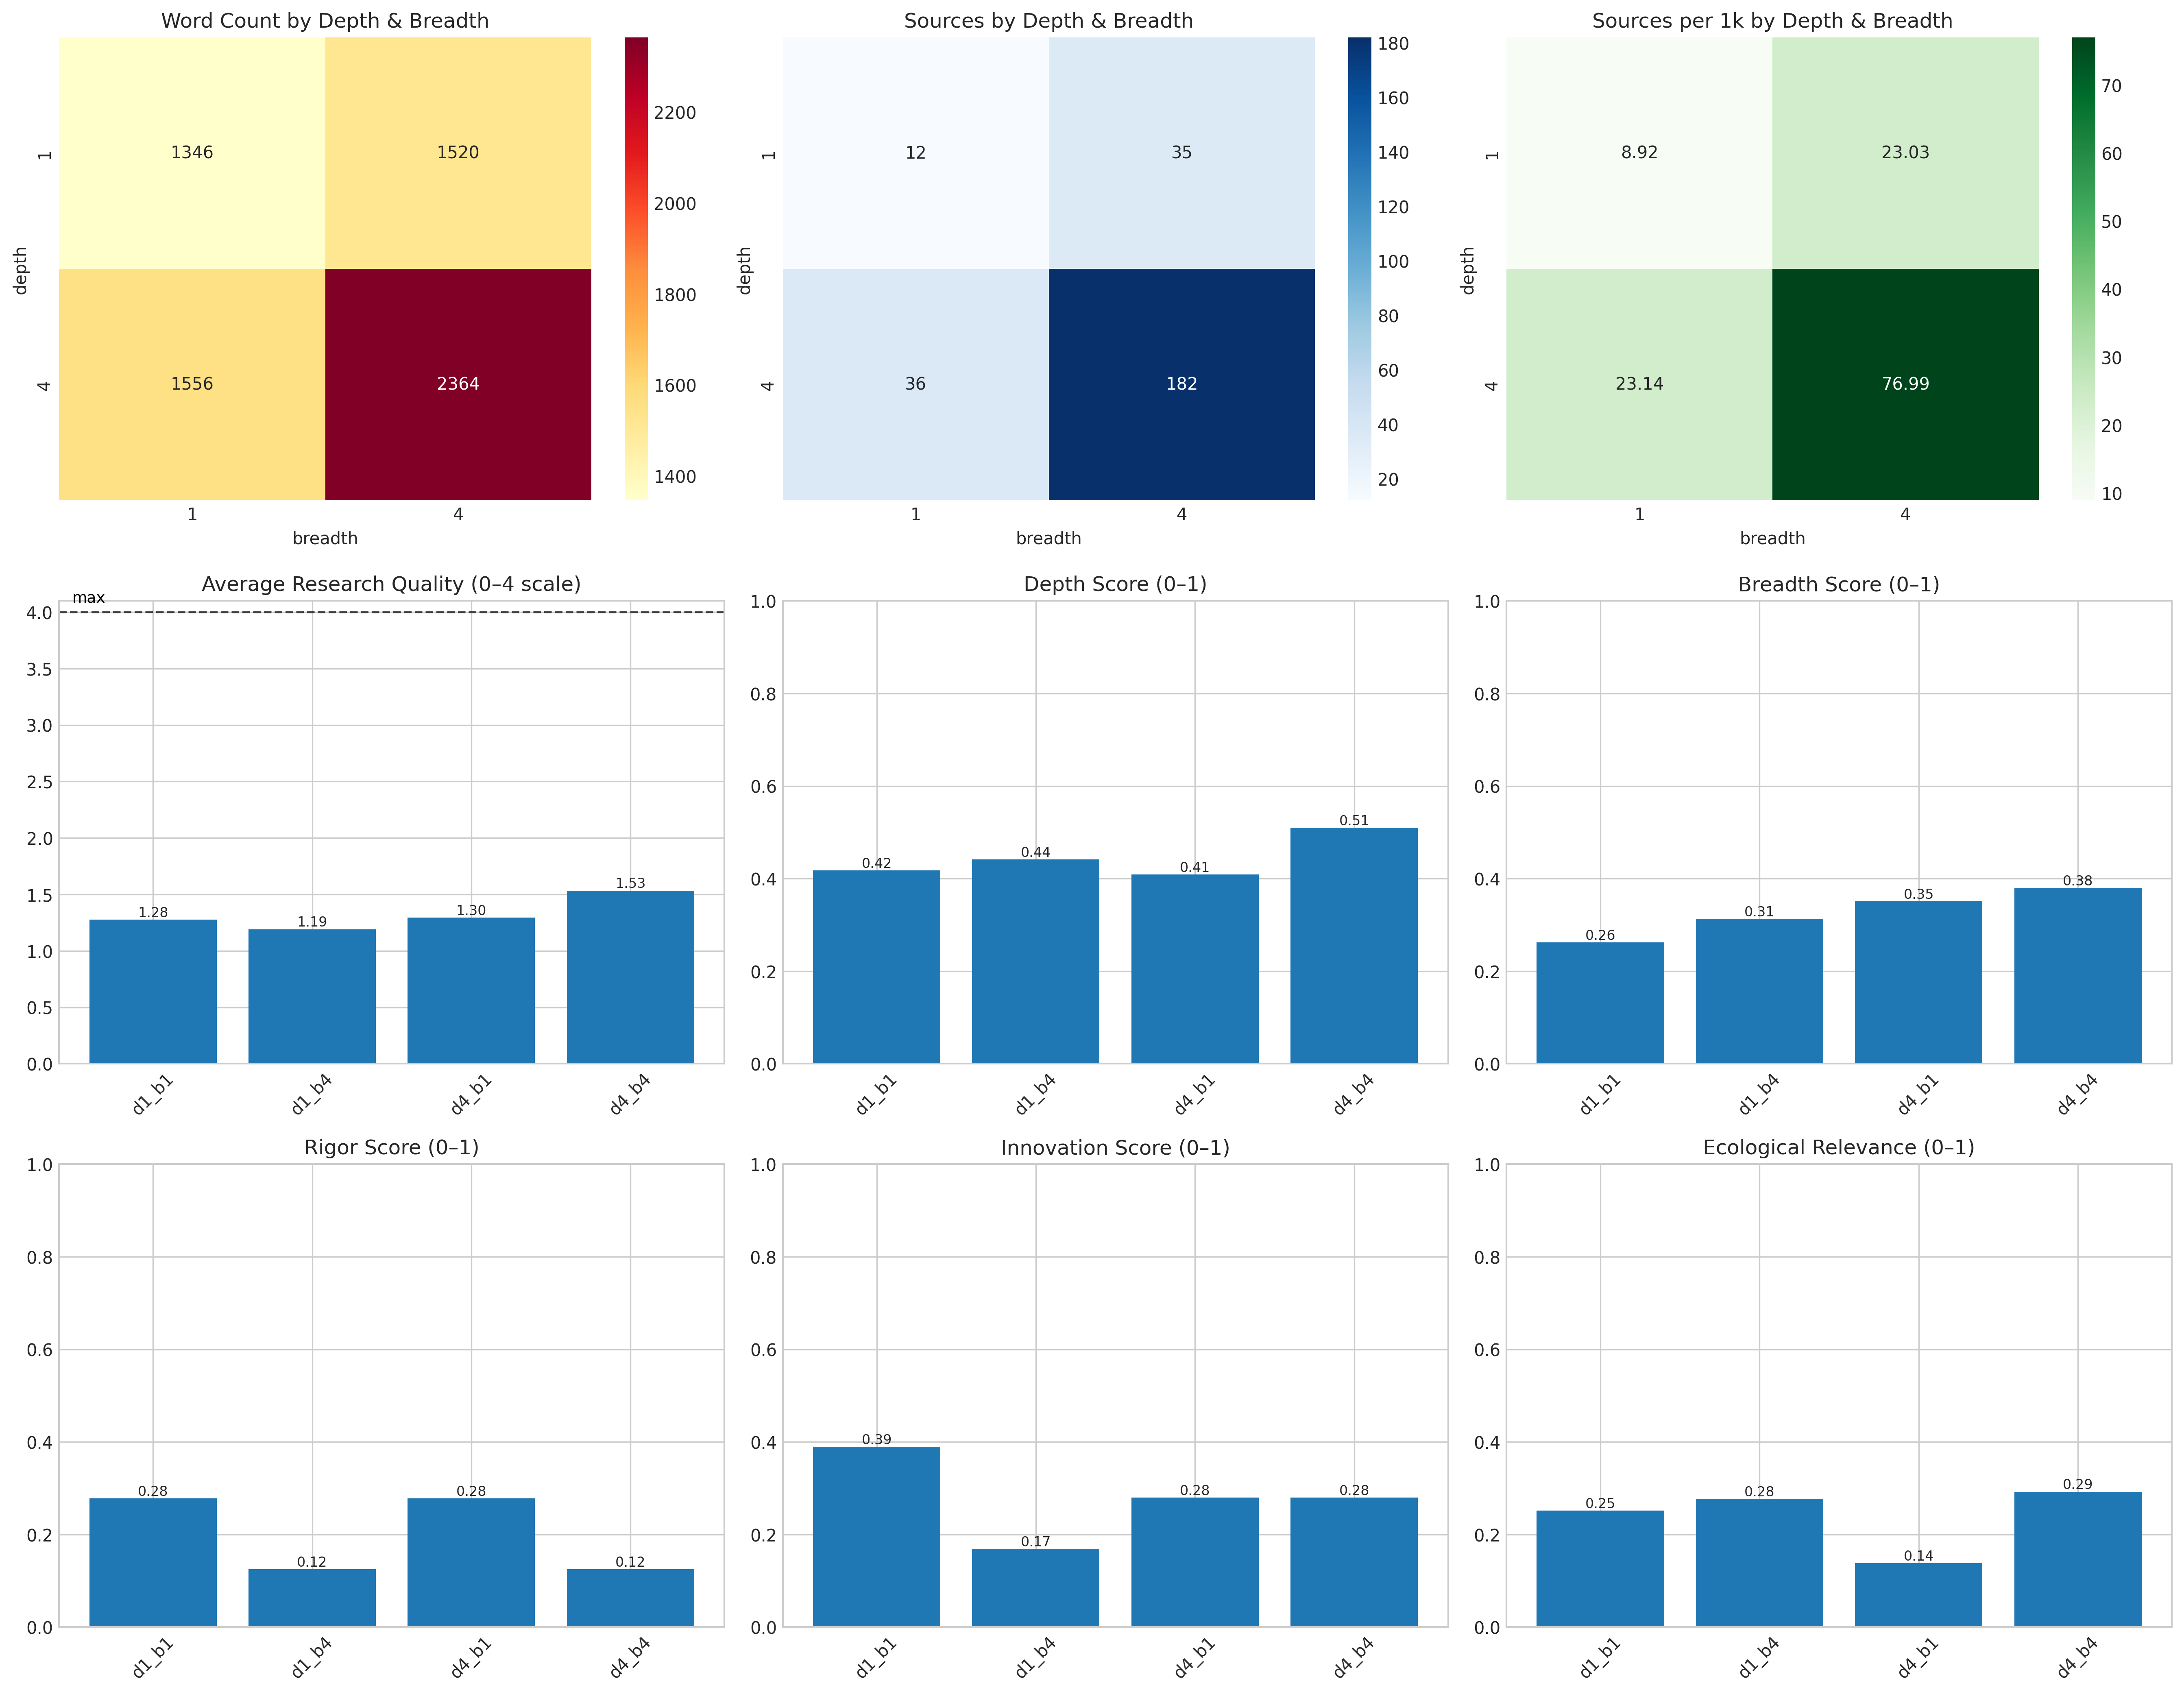 Word Count by Depth & Breadth
1346
1520
1556
2364
1
4
depth
1
4
breadth
2200
2000
1800
1600
1400
Sources by Depth & Breadth
12
35
36
182
1
4
depth
1
4
breadth
180
160
140
120
100
80
60
40
20
Sources per 1k by Depth & Breadth
8.92
23.03
23.14
76.99
1
4
depth
1
4
breadth
70
60
50
40
30
20
10
Average Research Quality (0–4 scale)
max
4.0
3.5
3.0
2.5
2.0
1.5
1.0
0.5
0.0
1.28
1.19
1.30
1.53
d1_b1
d1_b4
d4_b1
d4_b4
Depth Score (0–1)
1.0
0.8
0.6
0.4
0.2
0.0
0.42
0.44
0.41
0.51
d1_b1
d1_b4
d4_b1
d4_b4
Breadth Score (0–1)
1.0
0.8
0.6
0.4
0.2
0.0
0.26
0.31
0.35
0.38
d1_b1
d1_b4
d4_b1
d4_b4
Rigor Score (0–1)
1.0
0.8
0.6
0.4
0.2
0.0
0.28
0.12
0.28
0.12
d1_b1
d1_b4
d4_b1
d4_b4
Innovation Score (0–1)
1.0
0.8
0.6
0.4
0.2
0.0
0.39
0.17
0.28
0.28
d1_b1
d1_b4
d4_b1
d4_b4
Ecological Relevance (0–1)
1.0
0.8
0.6
0.4
0.2
0.0
0.25
0.28
0.14
0.29
d1_b1
d1_b4
d4_b1
d4_b4